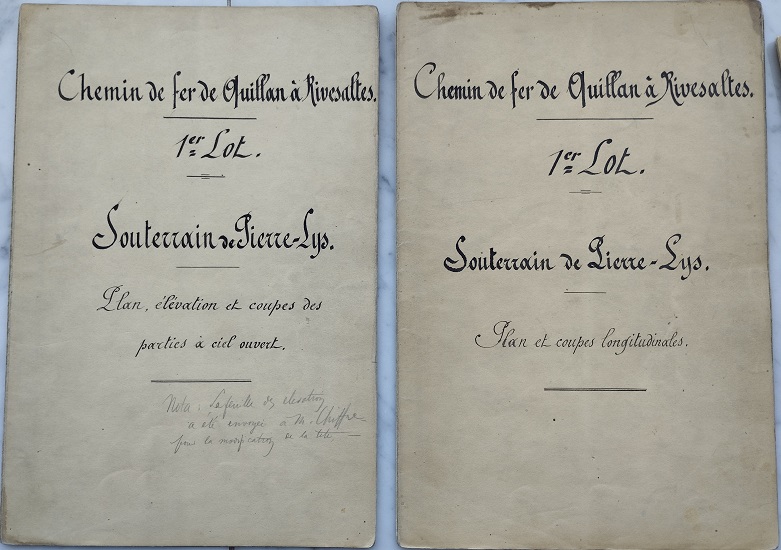 Chemin de fer de Quillan à Rivesaltes.
1er Lot.
Souterrain de Pierre-Lys.
Plan, élévation et coupes des
parties à ciel ouvert.
Nota : La feuille des élévations
a été envoyée à M. Chiffre
pour la modification de la tête
Chemin de fer de Quillan à Rivesaltes.
1er Lot.
Souterrain de Pierre-Lys.
Plan et coupes longitudinales.